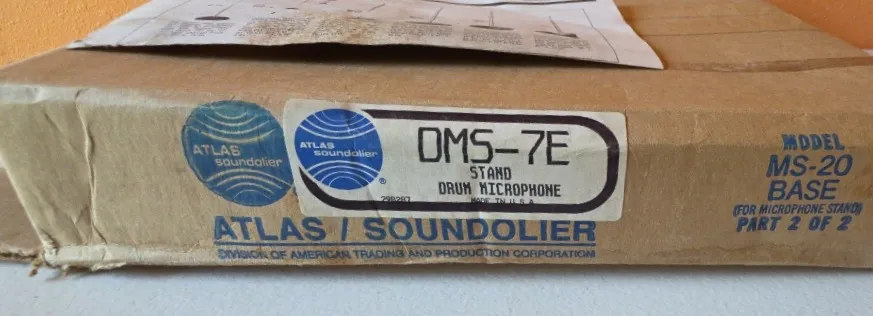 ATLAS
soundolier
ATLAS
soundolier
®
DMS-7E
STAND
DRUM MICROPHONE
298287
MADE IN U.S.A.
ATLAS / SOUNDOLIER
DIVISION OF AMERICAN TRADING AND PRODUCTION CORPORATION
MODEL
MS-20
BASE
(FOR MICROPHONE STAND)
PART 2 OF 2